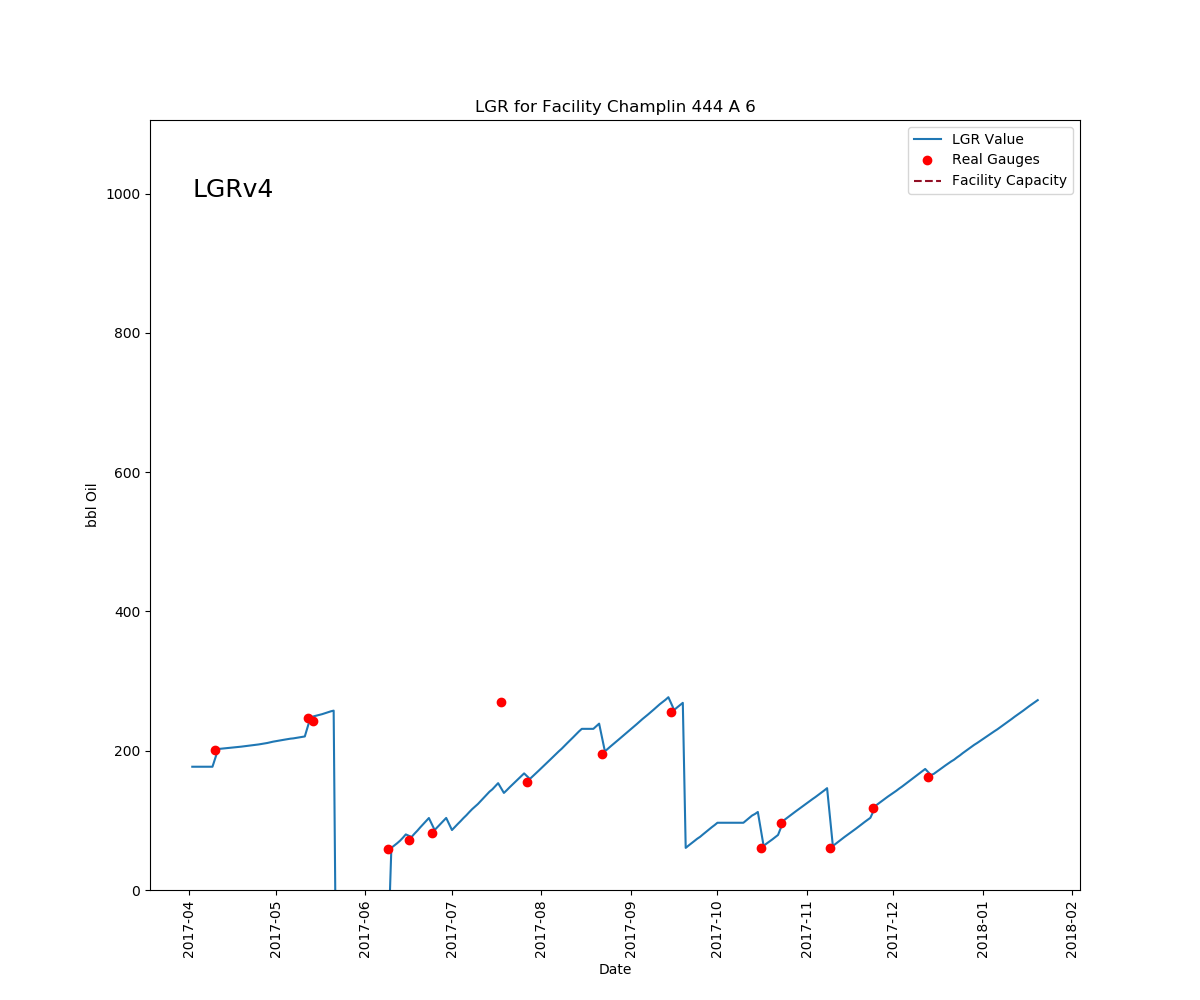 LGR for Facility Champlin 444 A 6
LGR Value
Real Gauges
Facility Capacity
LGRv4
1000
800
600
400
200
0
bbl Oil
2017-04
2017-05
2017-06
2017-07
2017-08
2017-09
2017-10
2017-11
2017-12
2018-01
2018-02
Date